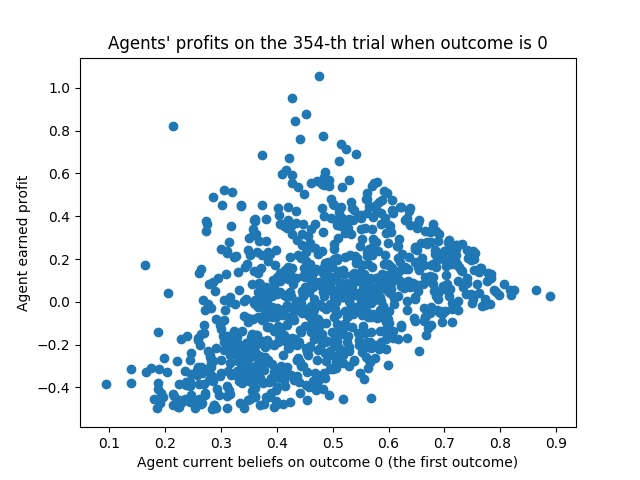 Agents' profits on the 354-th trial when outcome is 0
Agent earned profit
1.0
0.8
0.6
0.4
0.2
0.0
−0.2
−0.4
0.1 0.2 0.3 0.4 0.5 0.6 0.7 0.8 0.9
Agent current beliefs on outcome 0 (the first outcome)